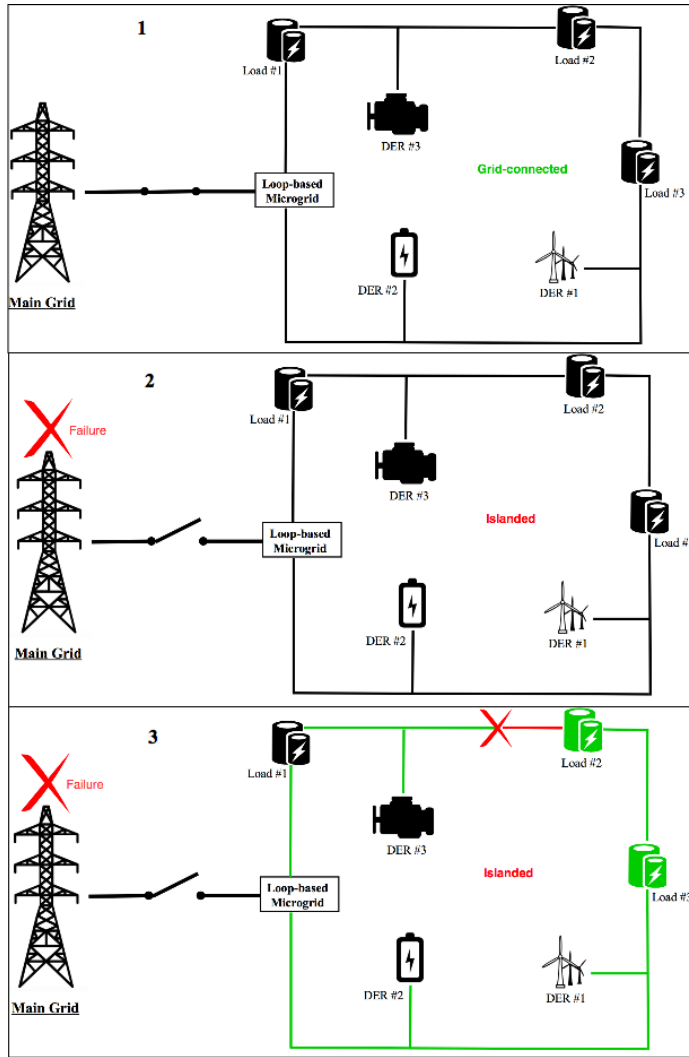 1
Load #1
Load #2
DER #3
Grid-connected
Load #3
Loop-based
Microgrid
DER #2
DER #1
Main Grid
2
Failure
Load #1
Load #2
DER #3
Islanded
Load #
Loop-based
Microgrid
DER #2
DER #1
Main Grid
3
Failure
Load #1
Load #2
DER #3
Islanded
Loop-based
Microgrid
Load #3
DER #2
DER #1
Main Grid